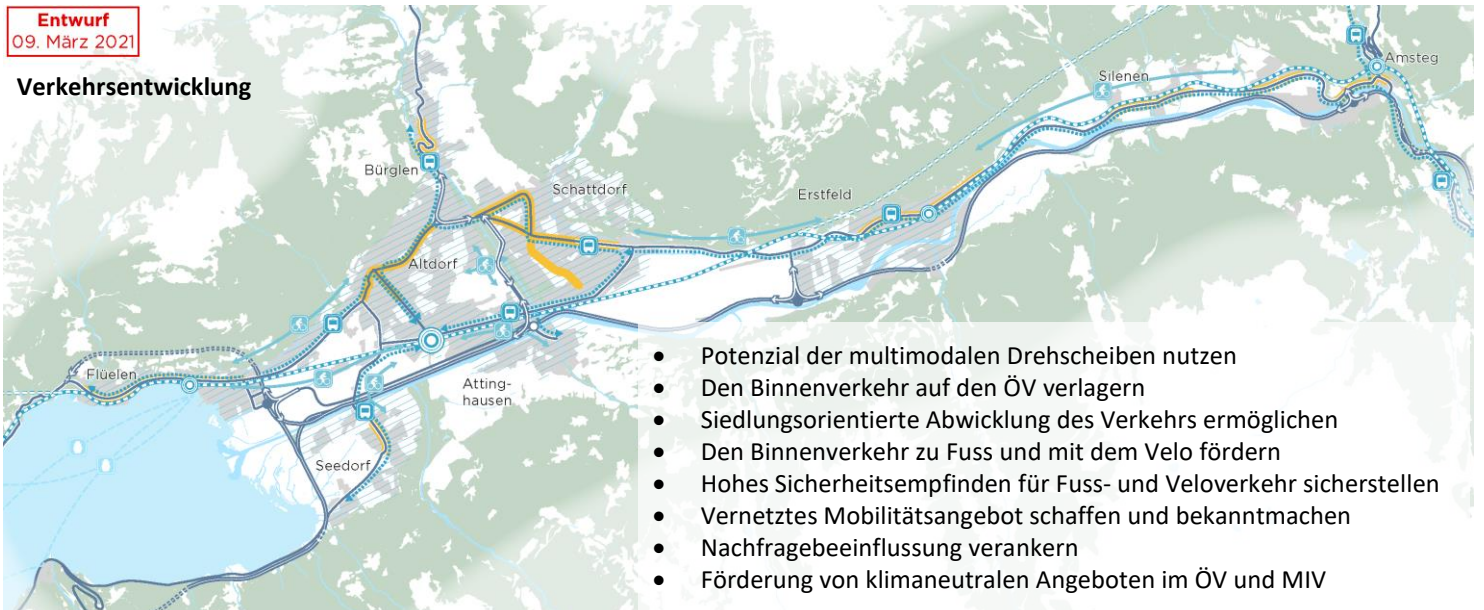 Entwurf
09. März 2021
Verkehrsentwicklung
Amsteg
Silenen
Bürglen
Schattdorf
Erstfeld
Altdorf
Flüelen
Atting-
hausen
Seedorf
• Potenzial der multimodalen Drehscheiben nutzen
• Den Binnenverkehr auf den ÖV verlagern
• Siedlungsorientierte Abwicklung des Verkehrs ermöglichen
• Den Binnenverkehr zu Fuss und mit dem Velo fördern
• Hohes Sicherheitsempfinden für Fuss- und Veloverkehr sicherstellen
• Vernetztes Mobilitätsangebot schaffen und bekanntmachen
• Nachfragebeeinflussung verankern
• Förderung von klimaneutralen Angeboten im ÖV und MIV